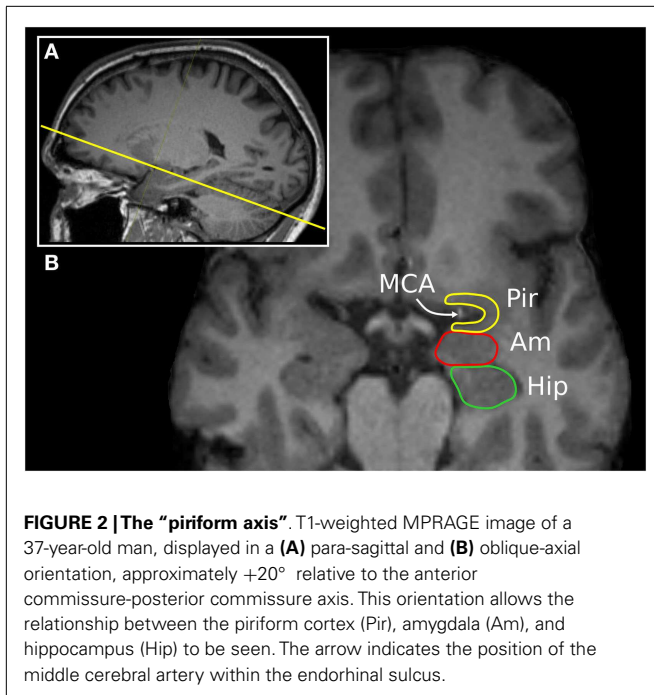 A
B
MCA
Pir
Am
Hip
FIGURE 2 | The “piriform axis”. T1-weighted MPRAGE image of a
37-year-old man, displayed in a (A) para-sagittal and (B) oblique-axial
orientation, approximately +20° relative to the anterior
commissure-posterior commissure axis. This orientation allows the
relationship between the piriform cortex (Pir), amygdala (Am), and
hippocampus (Hip) to be seen. The arrow indicates the position of the
middle cerebral artery within the endorhinal sulcus.